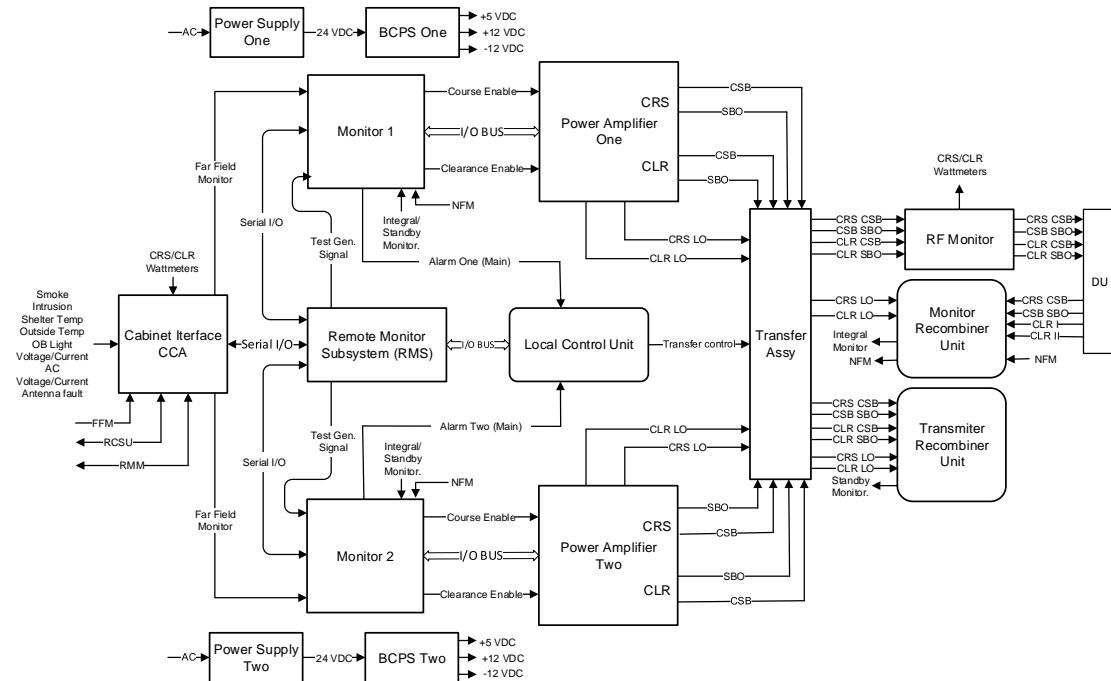 AC
Power Supply
One
24 VDC
BCPS One
+5 VDC
+12 VDC
-12 VDC
Monitor 1
Course Enable
I/O BUS
Clearance Enable
Power Amplifier
One
CRS
CLR
CSB
SBO
CSB
SBO
Far Field
Monitor
Serial I/O
Test Gen.
Signal
Integral/
Standby
Monitor.
NFM
CRS LO
CLR LO
Alarm One (Main)
CRS/CLR
Wattmeters
Smoke
Intrusion
Shelter Temp
Outside Temp
OB Light
Voltage/Current
AC
Voltage/Current
Antenna fault
Cabinet Iterface
CCA
FFM
RCSU
RMM
Serial I/O
Remote Monitor
Subsystem (RMS)
I/O BUS
Local Control Unit
Transfer control
Transfer
Assy
CRS CSB
CSB SBO
CLR CSB
CLR SBO
CRS/CLR
Wattmeters
RF Monitor
CRS CSB
CSB SBO
CLR CSB
CLR SBO
DU
CRS LO
CLR LO
Integral
Monitor
NFM
Monitor
Recombiner
Unit
CRS CSB
CSB SBO
CLR I
CLR II
NFM
CRS CSB
CSB SBO
CLR CSB
CLR SBO
CRS LO
CLR LO
Standby
Monitor.
Transmiter
Recombiner
Unit
Alarm Two (Main)
Test Gen.
Signal
Serial I/O
Integral/
Standby
Monitor.
NFM
CLR LO
CRS LO
Far Field
Monitor
Monitor 2
Course Enable
I/O BUS
Clearance Enable
Power Amplifier
Two
CRS
CLR
SBO
CSB
SBO
CSB
AC
Power Supply
Two
24 VDC
BCPS Two
+5 VDC
+12 VDC
-12 VDC